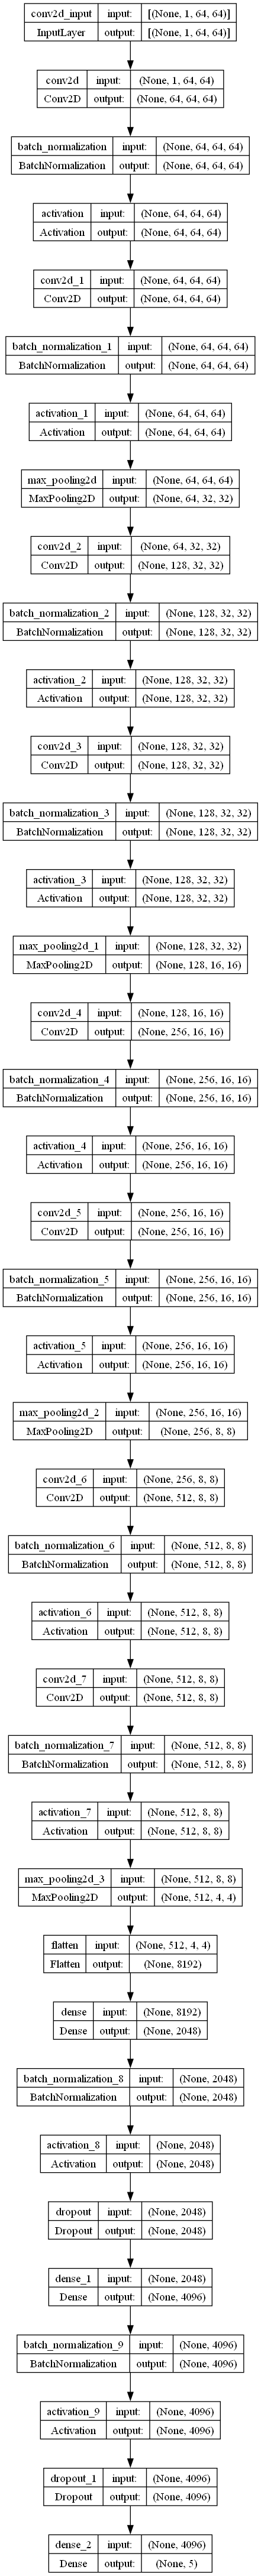 conv2d_input input: [(None, 1, 64, 64)]
InputLayer output: [(None, 1, 64, 64)]
conv2d input: (None, 1, 64, 64)
Conv2D output: (None, 64, 64, 64)
batch_normalization input: (None, 64, 64, 64)
BatchNormalization output: (None, 64, 64, 64)
activation input: (None, 64, 64, 64)
Activation output: (None, 64, 64, 64)
conv2d_1 input: (None, 64, 64, 64)
Conv2D output: (None, 64, 64, 64)
batch_normalization_1 input: (None, 64, 64, 64)
BatchNormalization output: (None, 64, 64, 64)
activation_1 input: (None, 64, 64, 64)
Activation output: (None, 64, 64, 64)
max_pooling2d input: (None, 64, 64, 64)
MaxPooling2D output: (None, 64, 32, 32)
conv2d_2 input: (None, 64, 32, 32)
Conv2D output: (None, 128, 32, 32)
batch_normalization_2 input: (None, 128, 32, 32)
BatchNormalization output: (None, 128, 32, 32)
activation_2 input: (None, 128, 32, 32)
Activation output: (None, 128, 32, 32)
conv2d_3 input: (None, 128, 32, 32)
Conv2D output: (None, 128, 32, 32)
batch_normalization_3 input: (None, 128, 32, 32)
BatchNormalization output: (None, 128, 32, 32)
activation_3 input: (None, 128, 32, 32)
Activation output: (None, 128, 32, 32)
max_pooling2d_1 input: (None, 128, 32, 32)
MaxPooling2D output: (None, 128, 16, 16)
conv2d_4 input: (None, 128, 16, 16)
Conv2D output: (None, 256, 16, 16)
batch_normalization_4 input: (None, 256, 16, 16)
BatchNormalization output: (None, 256, 16, 16)
activation_4 input: (None, 256, 16, 16)
Activation output: (None, 256, 16, 16)
conv2d_5 input: (None, 256, 16, 16)
Conv2D output: (None, 256, 16, 16)
batch_normalization_5 input: (None, 256, 16, 16)
BatchNormalization output: (None, 256, 16, 16)
activation_5 input: (None, 256, 16, 16)
Activation output: (None, 256, 16, 16)
max_pooling2d_2 input: (None, 256, 16, 16)
MaxPooling2D output: (None, 256, 8, 8)
conv2d_6 input: (None, 256, 8, 8)
Conv2D output: (None, 512, 8, 8)
batch_normalization_6 input: (None, 512, 8, 8)
BatchNormalization output: (None, 512, 8, 8)
activation_6 input: (None, 512, 8, 8)
Activation output: (None, 512, 8, 8)
conv2d_7 input: (None, 512, 8, 8)
Conv2D output: (None, 512, 8, 8)
batch_normalization_7 input: (None, 512, 8, 8)
BatchNormalization output: (None, 512, 8, 8)
activation_7 input: (None, 512, 8, 8)
Activation output: (None, 512, 8, 8)
max_pooling2d_3 input: (None, 512, 8, 8)
MaxPooling2D output: (None, 512, 4, 4)
flatten input: (None, 512, 4, 4)
Flatten output: (None, 8192)
dense input: (None, 8192)
Dense output: (None, 2048)
batch_normalization_8 input: (None, 2048)
BatchNormalization output: (None, 2048)
activation_8 input: (None, 2048)
Activation output: (None, 2048)
dropout input: (None, 2048)
Dropout output: (None, 2048)
dense_1 input: (None, 2048)
Dense output: (None, 4096)
batch_normalization_9 input: (None, 4096)
BatchNormalization output: (None, 4096)
activation_9 input: (None, 4096)
Activation output: (None, 4096)
dropout_1 input: (None, 4096)
Dropout output: (None, 4096)
dense_2 input: (None, 4096)
Dense output: (None, 5)